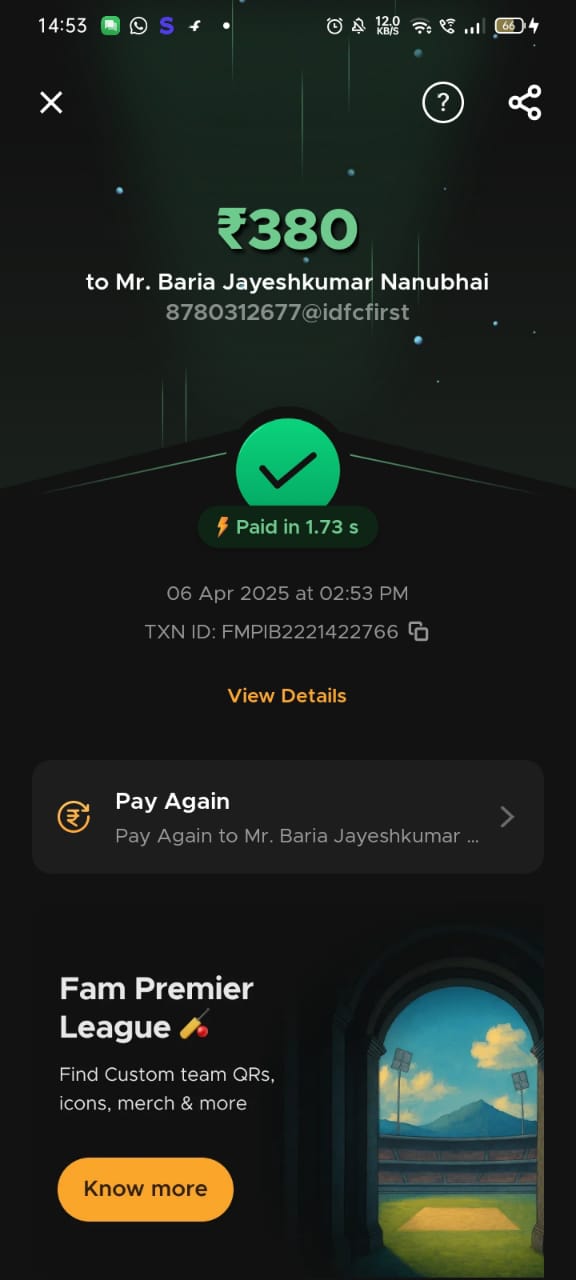 14:53 12.0 KB/S 66
?
₹380
to Mr. Baria Jayeshkumar Nanubhai
8780312677@idfcfirst
Paid in 1.73 s
06 Apr 2025 at 02:53 PM
TXN ID: FMPIB2221422766
View Details
Pay Again
Pay Again to Mr. Baria Jayeshkumar ...
Fam Premier
League
Find Custom team QRs,
icons, merch & more
Know more